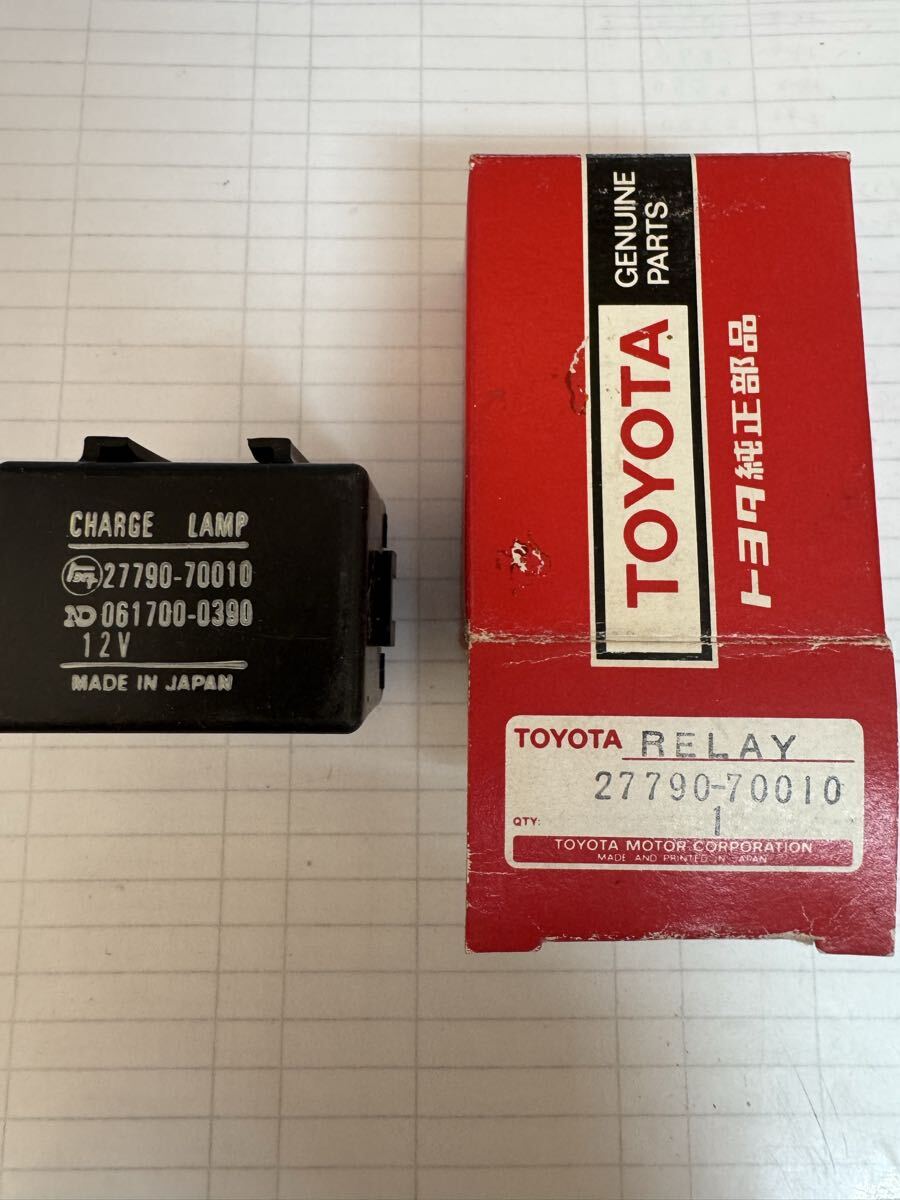 CHARGE LAMP
TEQ 27790-70010
ND 061700-0390
12V
MADE IN JAPAN
GENUINE
PARTS
TOYOTA
トヨタ純正部品
TOYOTA RELAY
27790-70010
QTY: 1
TOYOTA MOTOR CORPORATION
MADE AND PRINTED IN JAPAN